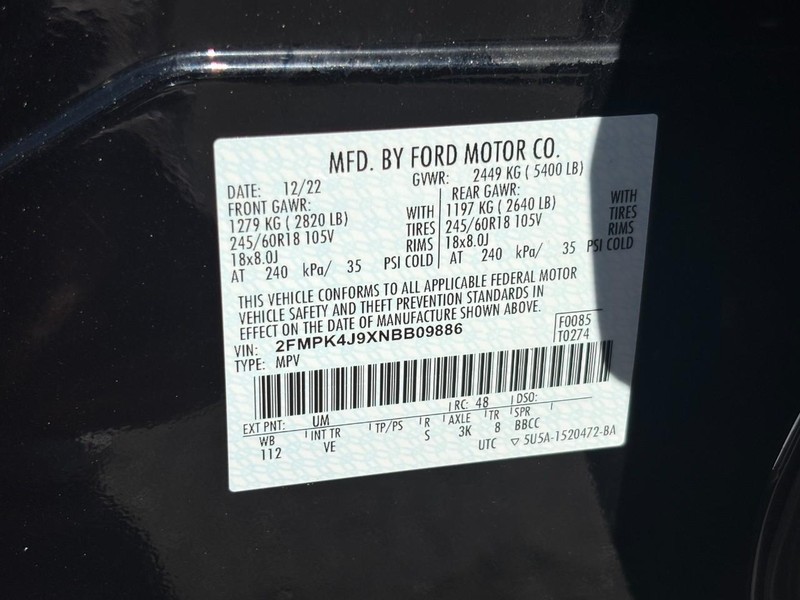 MFD. BY FORD MOTOR CO.
DATE: 12/22 GVWR: 2449 KG ( 5400 LB)
FRONT GAWR: REAR GAWR:
1279 KG ( 2820 LB) WITH 1197 KG ( 2640 LB) WITH
245/60R18 105V TIRES 245/60R18 105V TIRES
18x8.0J RIMS 18x8.0J RIMS
AT 240 kPa/ 35 PSI COLD AT 240 kPa/ 35 PSI COLD
THIS VEHICLE CONFORMS TO ALL APPLICABLE FEDERAL MOTOR
VEHICLE SAFETY AND THEFT PREVENTION STANDARDS IN
EFFECT ON THE DATE OF MANUFACTURE SHOWN ABOVE.
VIN: 2FMPK4J9XNBB09886 F0085
TYPE: MPV T0274
EXT PNT: UM RC: 48 DSO:
WB INT TR TP/PS R AXLE TR SPR
112 VE S 3K 8 BBCC
UTC ▽ 5U5A-1520472-BA